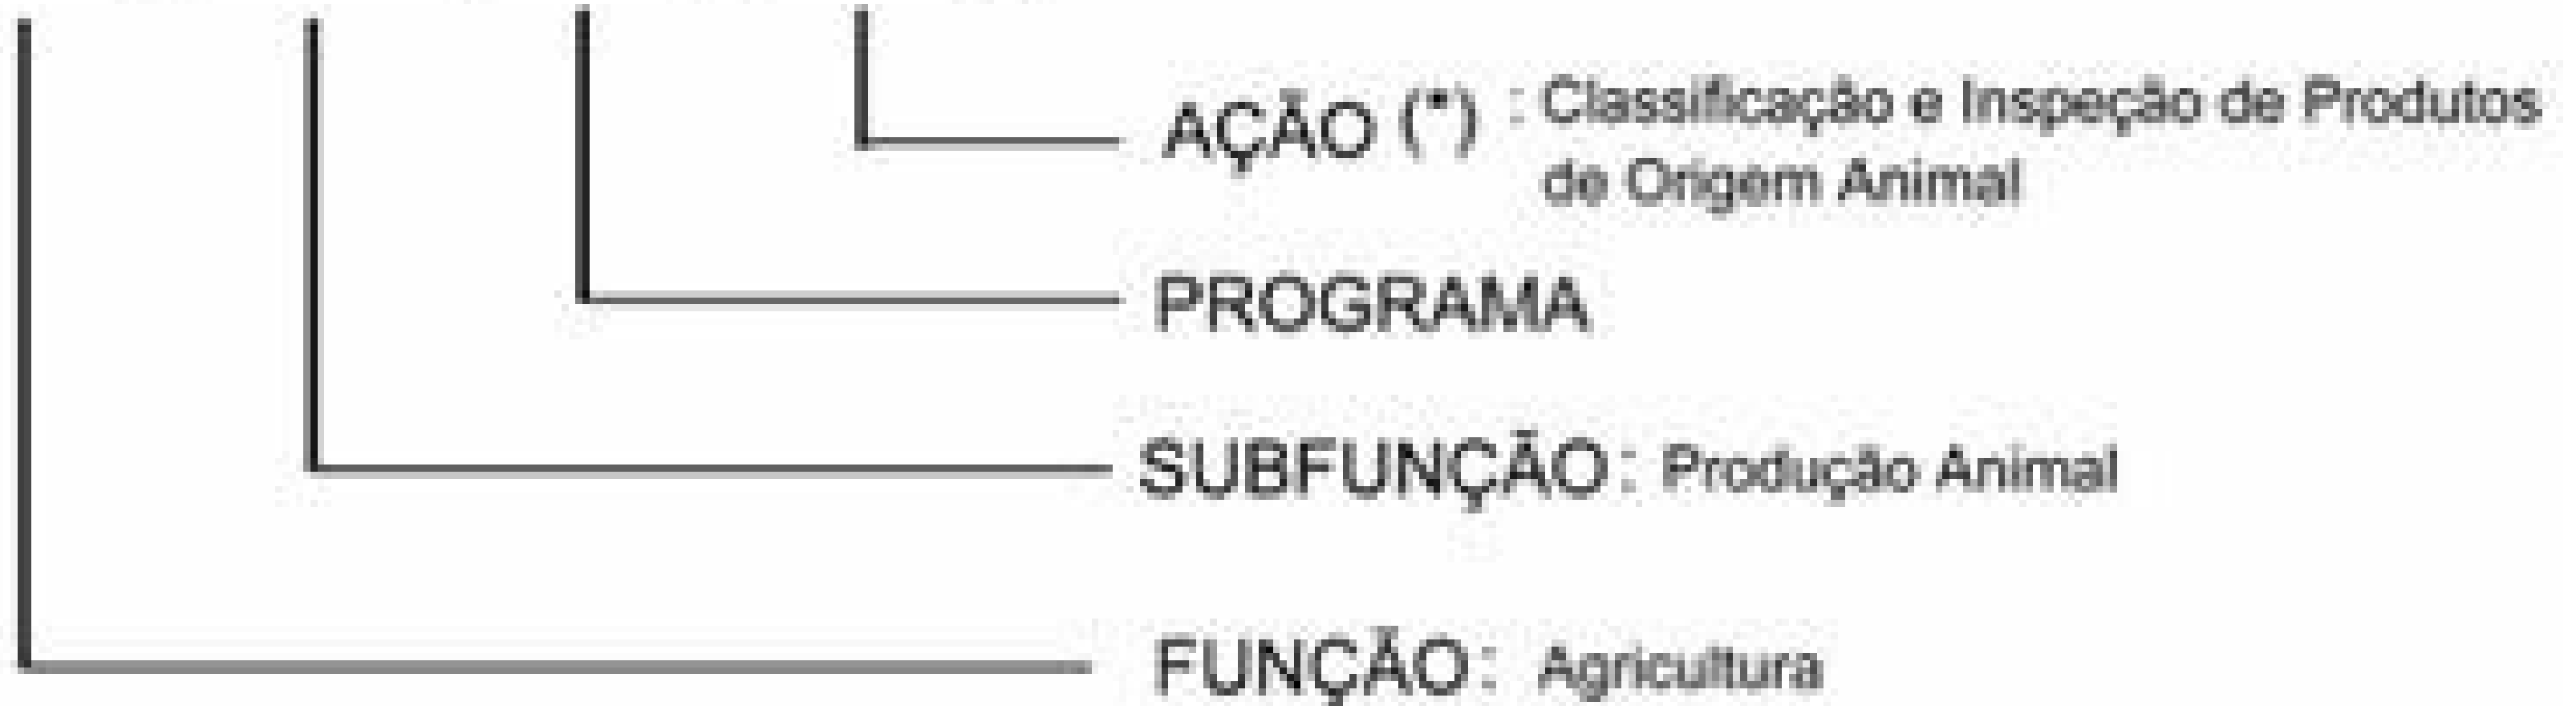 AÇÃO (*) : Classificação e Inspeção de Produtos
de Origem Animal
PROGRAMA
SUBFUNÇÃO: Produção Animal
FUNÇÃO: Agricultura